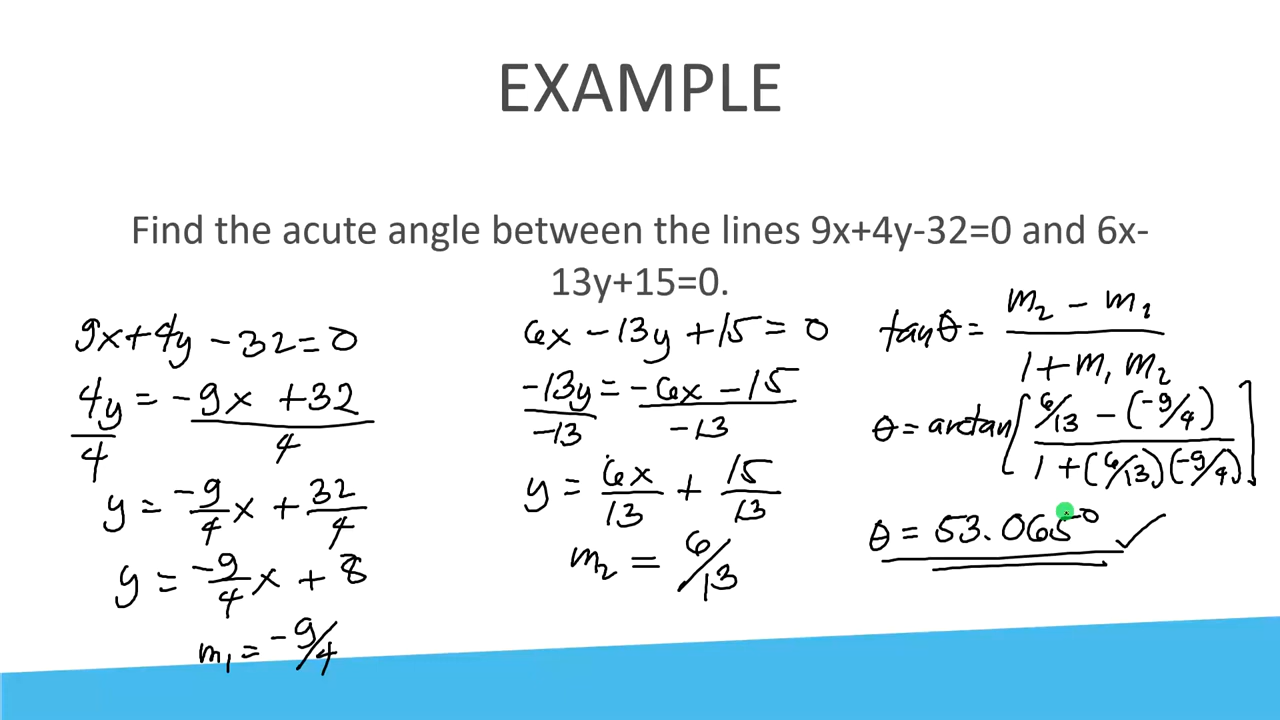 EXAMPLE
Find the acute angle between the lines 9x+4y-32=0 and 6x-
13y+15=0.
9x+4y - 32 = 0
4y/4 = (-9x + 32)/4
y = -9/4 x + 32/4
y = -9/4 x + 8
m₁ = -9/4
6x - 13y + 15 = 0
-13y/-13 = (-6x - 15)/-13
y = 6x/13 + 15/13
m₂ = 6/13
tanθ = (m₂ - m₁)/(1 + m₁ m₂)
θ = arctan [(6/13 - (-9/4))/(1 + (6/13)(-9/4))]
θ = 53.065° ✓